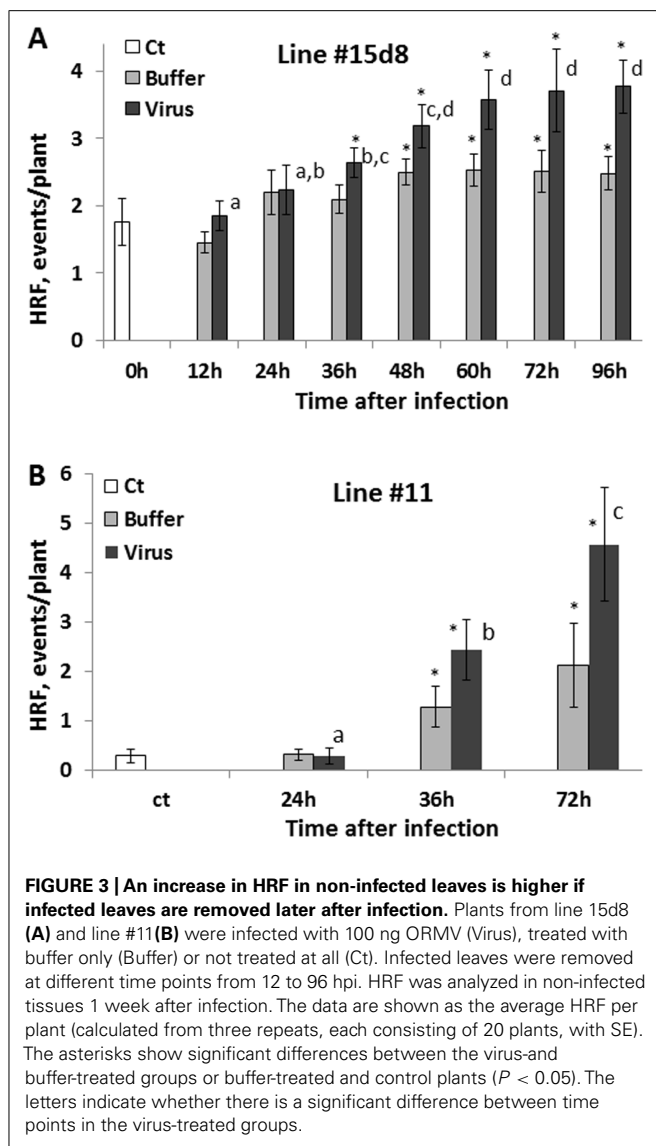 A
Line #15d8
Ct
Buffer
Virus
HRF, events/plant
4
3
2
1
0
a
a,b
* b,c
* * c,d
* * d
* * d
* * d
0h 12h 24h 36h 48h 60h 72h 96h
Time after infection
B
Line #11
Ct
Buffer
Virus
HRF, events/plant
6
5
4
3
2
1
0
a
* * b
* * c
ct 24h 36h 72h
Time after infection
FIGURE 3 | An increase in HRF in non-infected leaves is higher if
infected leaves are removed later after infection. Plants from line 15d8
(A) and line #11(B) were infected with 100 ng ORMV (Virus), treated with
buffer only (Buffer) or not treated at all (Ct). Infected leaves were removed
at different time points from 12 to 96 hpi. HRF was analyzed in non-infected
tissues 1 week after infection. The data are shown as the average HRF per
plant (calculated from three repeats, each consisting of 20 plants, with SE).
The asterisks show significant differences between the virus-and
buffer-treated groups or buffer-treated and control plants (P < 0.05). The
letters indicate whether there is a significant difference between time
points in the virus-treated groups.